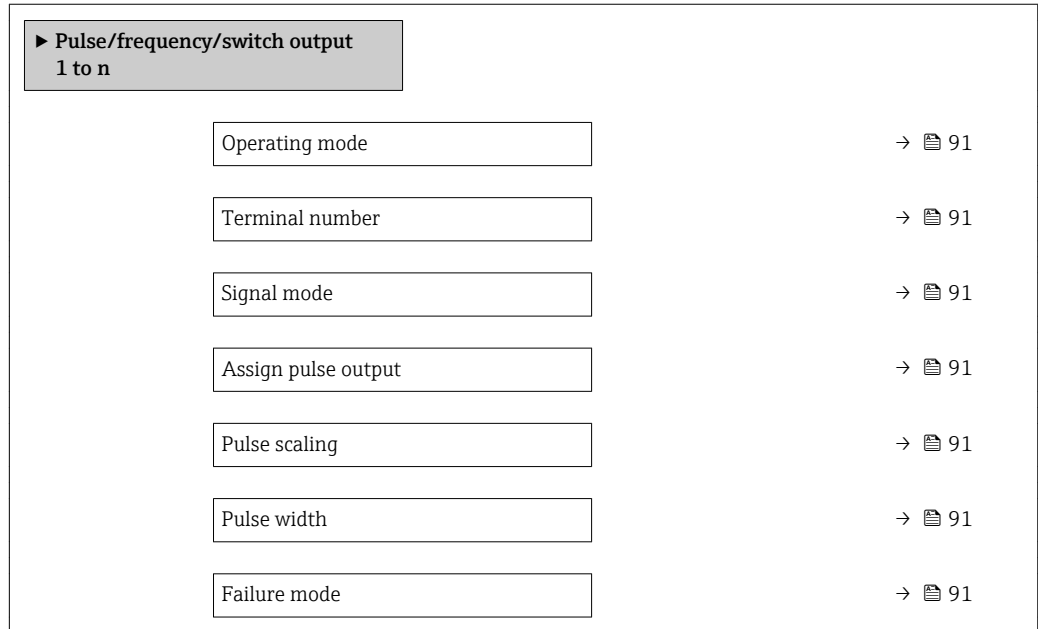 ▶ Pulse/frequency/switch output
1 to n
Operating mode → 91
Terminal number → 91
Signal mode → 91
Assign pulse output → 91
Pulse scaling → 91
Pulse width → 91
Failure mode → 91